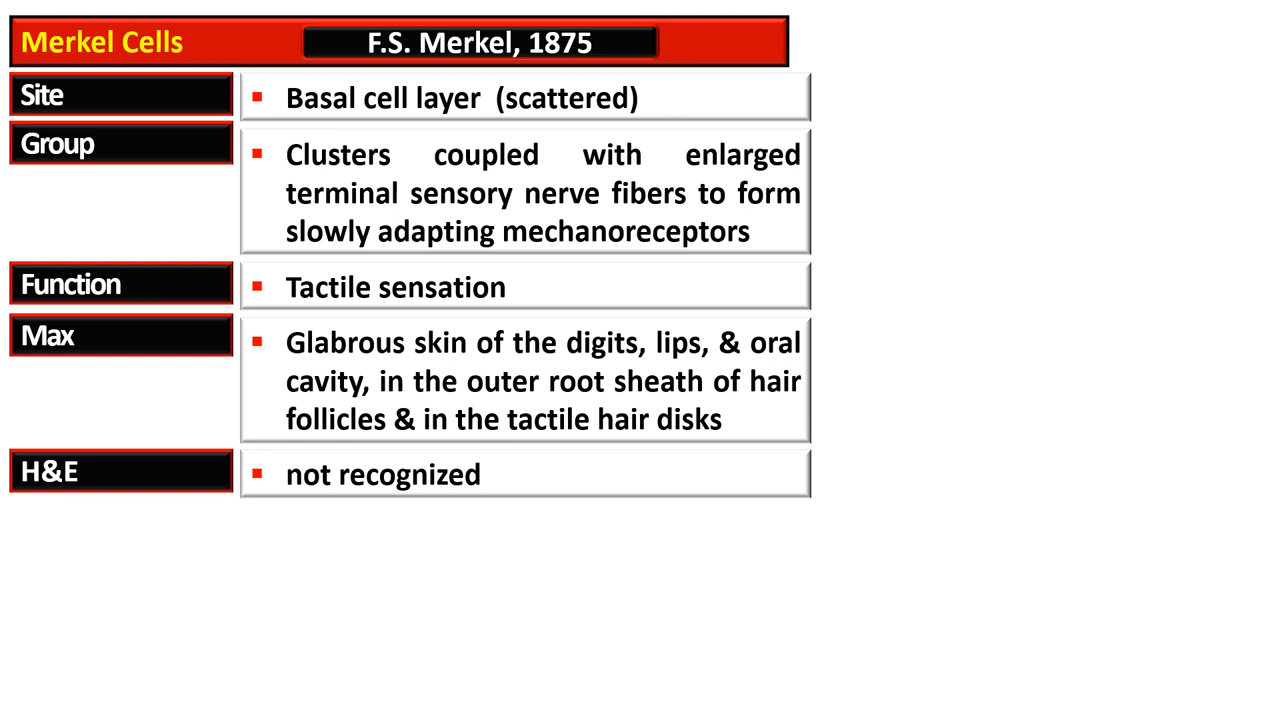 Merkel Cells F.S. Merkel, 1875
Site
▪ Basal cell layer (scattered)
Group
▪ Clusters coupled with enlarged
terminal sensory nerve fibers to form
slowly adapting mechanoreceptors
Function
▪ Tactile sensation
Max
▪ Glabrous skin of the digits, lips, & oral
cavity, in the outer root sheath of hair
follicles & in the tactile hair disks
H&E
▪ not recognized